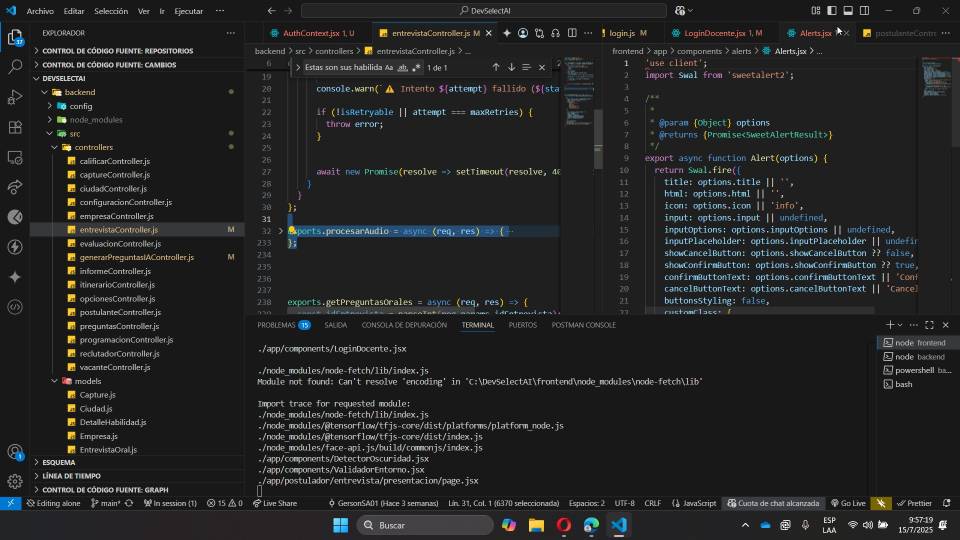 Archivo Editar Selección Ver Ir Ejecutar ···
DevSelectAI
EXPLORADOR
CONTROL DE CÓDIGO FUENTE: REPOSITORIOS
CONTROL DE CÓDIGO FUENTE: CAMBIOS
DEVSELECTAI
backend
config
node_modules
src
controllers
calificarController.js
captureController.js
ciudadController.js
configuracionController.js
empresaController.js
entrevistaController.js M
evaluacionController.js
generarPreguntasIAController.js M
informeController.js
itinerarioController.js
opcionesController.js
postulanteController.js
preguntasController.js
programacionController.js
reclutadorController.js
vacanteController.js
models
Capture.js
Ciudad.js
DetalleHabilidad.js
Empresa.js
EntrevistaOral.js
ESQUEMA
LÍNEA DE TIEMPO
CONTROL DE CÓDIGO FUENTE: GRAPH
AuthContext.jsx 1, U
entrevistaController.js M
backend > src > controllers > entrevistaController.js > ...
Estas son sus habilida
1 de 1
6
19
20 console.warn(`⚠️ Intento ${attempt} fallido (${sta
21
22 if (!isRetryable || attempt === maxRetries) {
23 throw error;
24 }
25
26
27 await new Promise(resolve => setTimeout(resolve, 40
28 }
29 }
30 };
31
32 exports.procesarAudio = async (req, res) => {···
233 };
234
235
238 exports.getPreguntasOrales = async (req, res) => {
login.js M
LoginDocente.jsx 1, M
Alerts.jsx
postulanteContr
frontend > app > components > alerts > Alerts.jsx > ...
1 'use client';
2 import Swal from 'sweetalert2';
3
4 /**
5 *
6 * @param {Object} options
7 * @returns {Promise<SweetAlertResult>}
8 */
9 export async function Alert(options) {
10 return Swal.fire({
11 title: options.title || '',
12 html: options.html || '',
13 icon: options.icon || 'info',
14 input: options.input || undefined,
15 inputOptions: options.inputOptions || undefined,
16 inputPlaceholder: options.inputPlaceholder || undefin
17 showCancelButton: options.showCancelButton ?? false,
18 showConfirmButton: options.showConfirmButton ?? true,
19 confirmButtonText: options.confirmButtonText || 'Conf
20 cancelButtonText: options.cancelButtonText || 'Cancel
21 buttonsStyling: false,
customClass: {
PROBLEMAS 15 SALIDA CONSOLA DE DEPURACIÓN TERMINAL PUERTOS POSTMAN CONSOLE
./app/components/LoginDocente.jsx
./node_modules/node-fetch/lib/index.js
Module not found: Can't resolve 'encoding' in 'C:\DevSelectAI\frontend\node_modules\node-fetch\lib'
Import trace for requested module:
./node_modules/node-fetch/lib/index.js
./node_modules/@tensorflow/tfjs-core/dist/platforms/platform_node.js
./node_modules/@tensorflow/tfjs-core/dist/index.js
./node_modules/face-api.js/build/commonjs/index.js
./app/components/DetectorOscuridad.jsx
./app/components/ValidadorEntorno.jsx
./app/postulador/entrevista/presentacion/page.jsx
node frontend
node backend
powershell ba...
bash
Editing alone main* In session (1) 15 0 Live Share GersonSA01 (Hace 3 semanas) Lín. 31, Col. 1 (6370 seleccionada) Espacios: 2 UTF-8 CRLF {} JavaScript Cuota de chat alcanzada Go Live Prettier
Buscar
ESP
LAA
9:57:19
15/7/2025